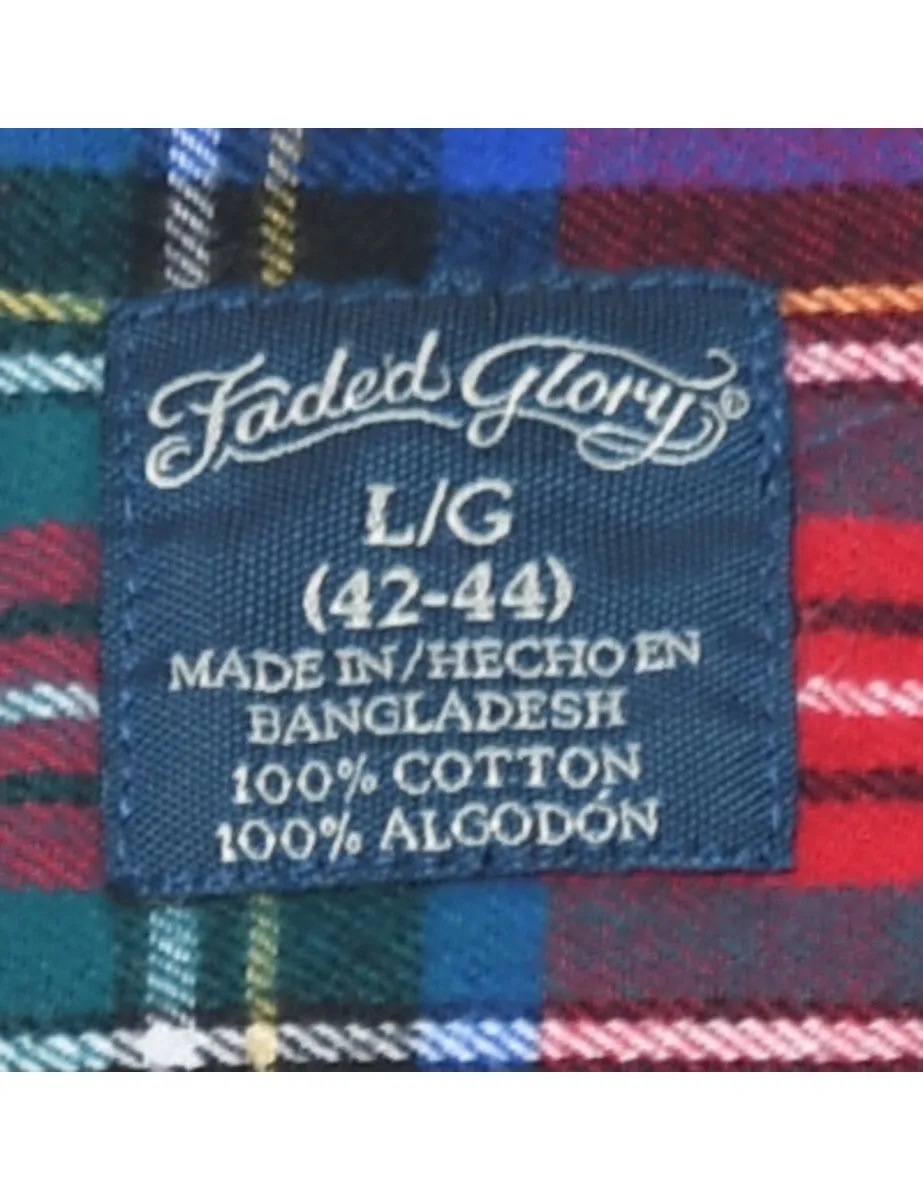 Faded Glory®
L/G
(42-44)
MADE IN/HECHO EN
BANGLADESH
100% COTTON
100% ALGODÓN